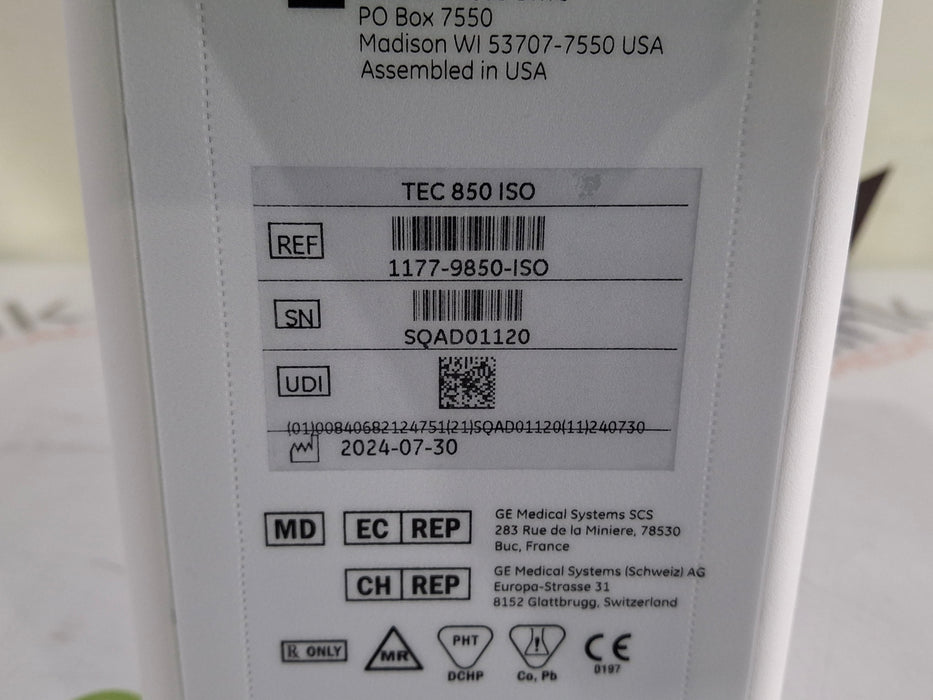 PO Box 7550
Madison WI 53707-7550 USA
Assembled in USA
TEC 850 ISO
REF
1177-9850-ISO
SN
SQAD01120
UDI
(01)00840682124751(21)SQAD01120(11)240730
2024-07-30
MD EC REP GE Medical Systems SCS
283 Rue de la Miniere, 78530
Buc, France
CH REP GE Medical Systems (Schweiz) AG
Europa-Strasse 31
8152 Glattbrugg, Switzerland
Rx ONLY MR PHT CE
DCHP Co, Pb 0197